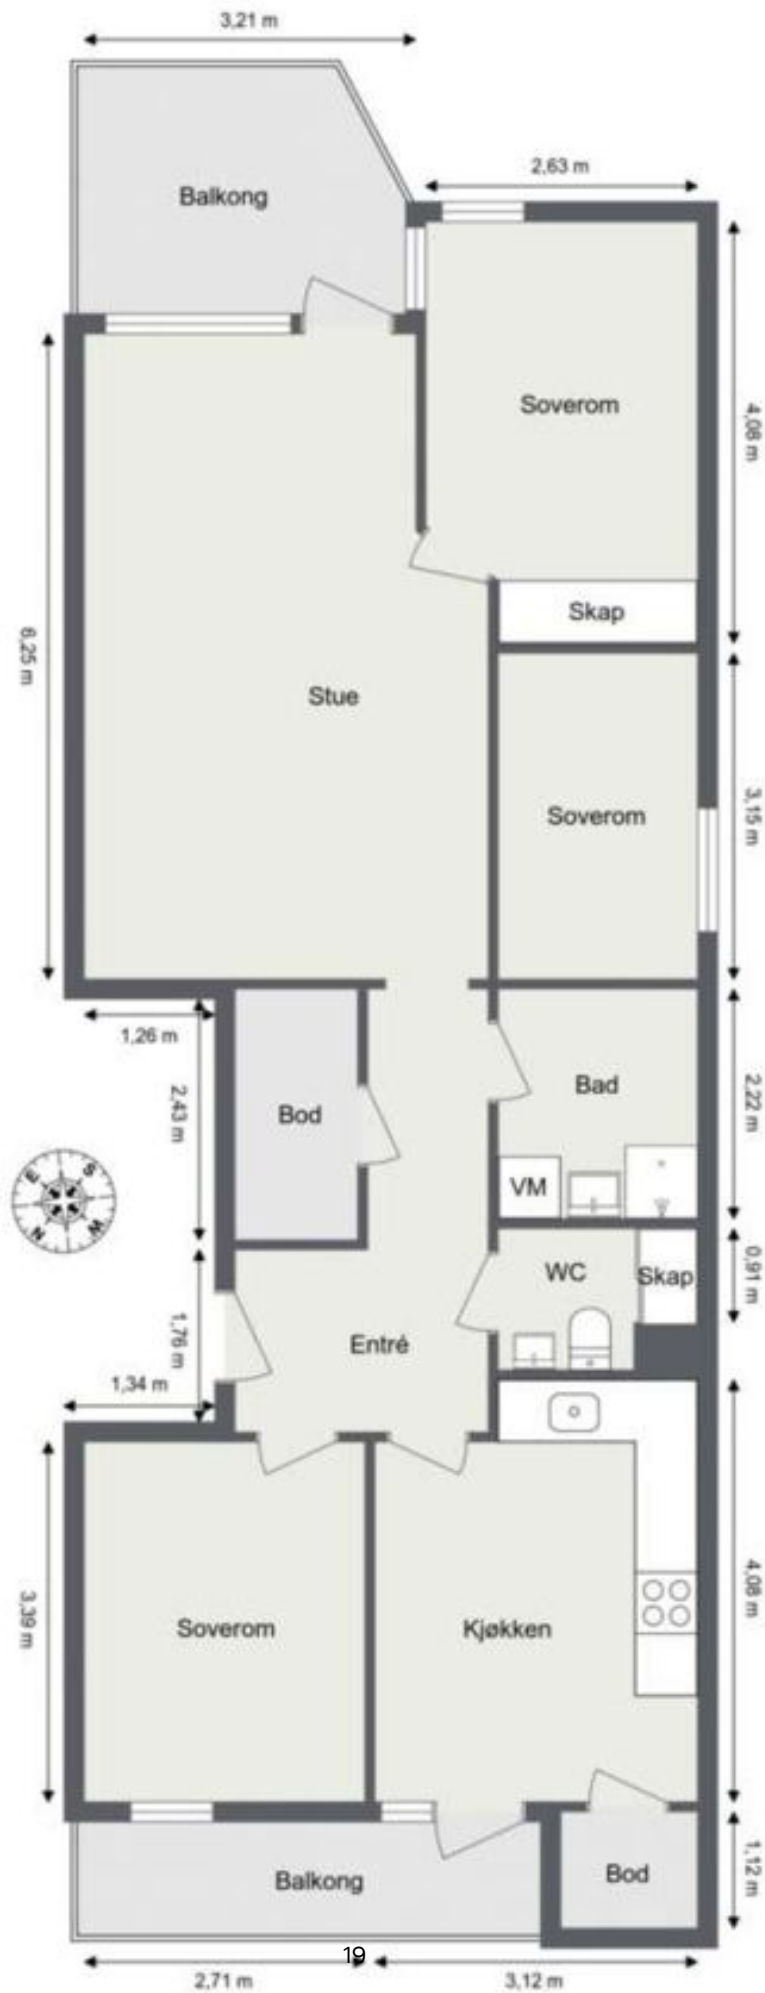 3,21 m
2,63 m
Balkong
Soverom
4,08 m
Skap
6,25 m
Stue
3,15 m
Soverom
1,26 m
2,43 m
Bod
Bad
2,22 m
VM
E
S
N
W
WC
Skap
0,91 m
1,76 m
Entré
1,34 m
3,39 m
Soverom
Kjøkken
4,08 m
Balkong
Bod
1,12 m
19
2,71 m
3,12 m